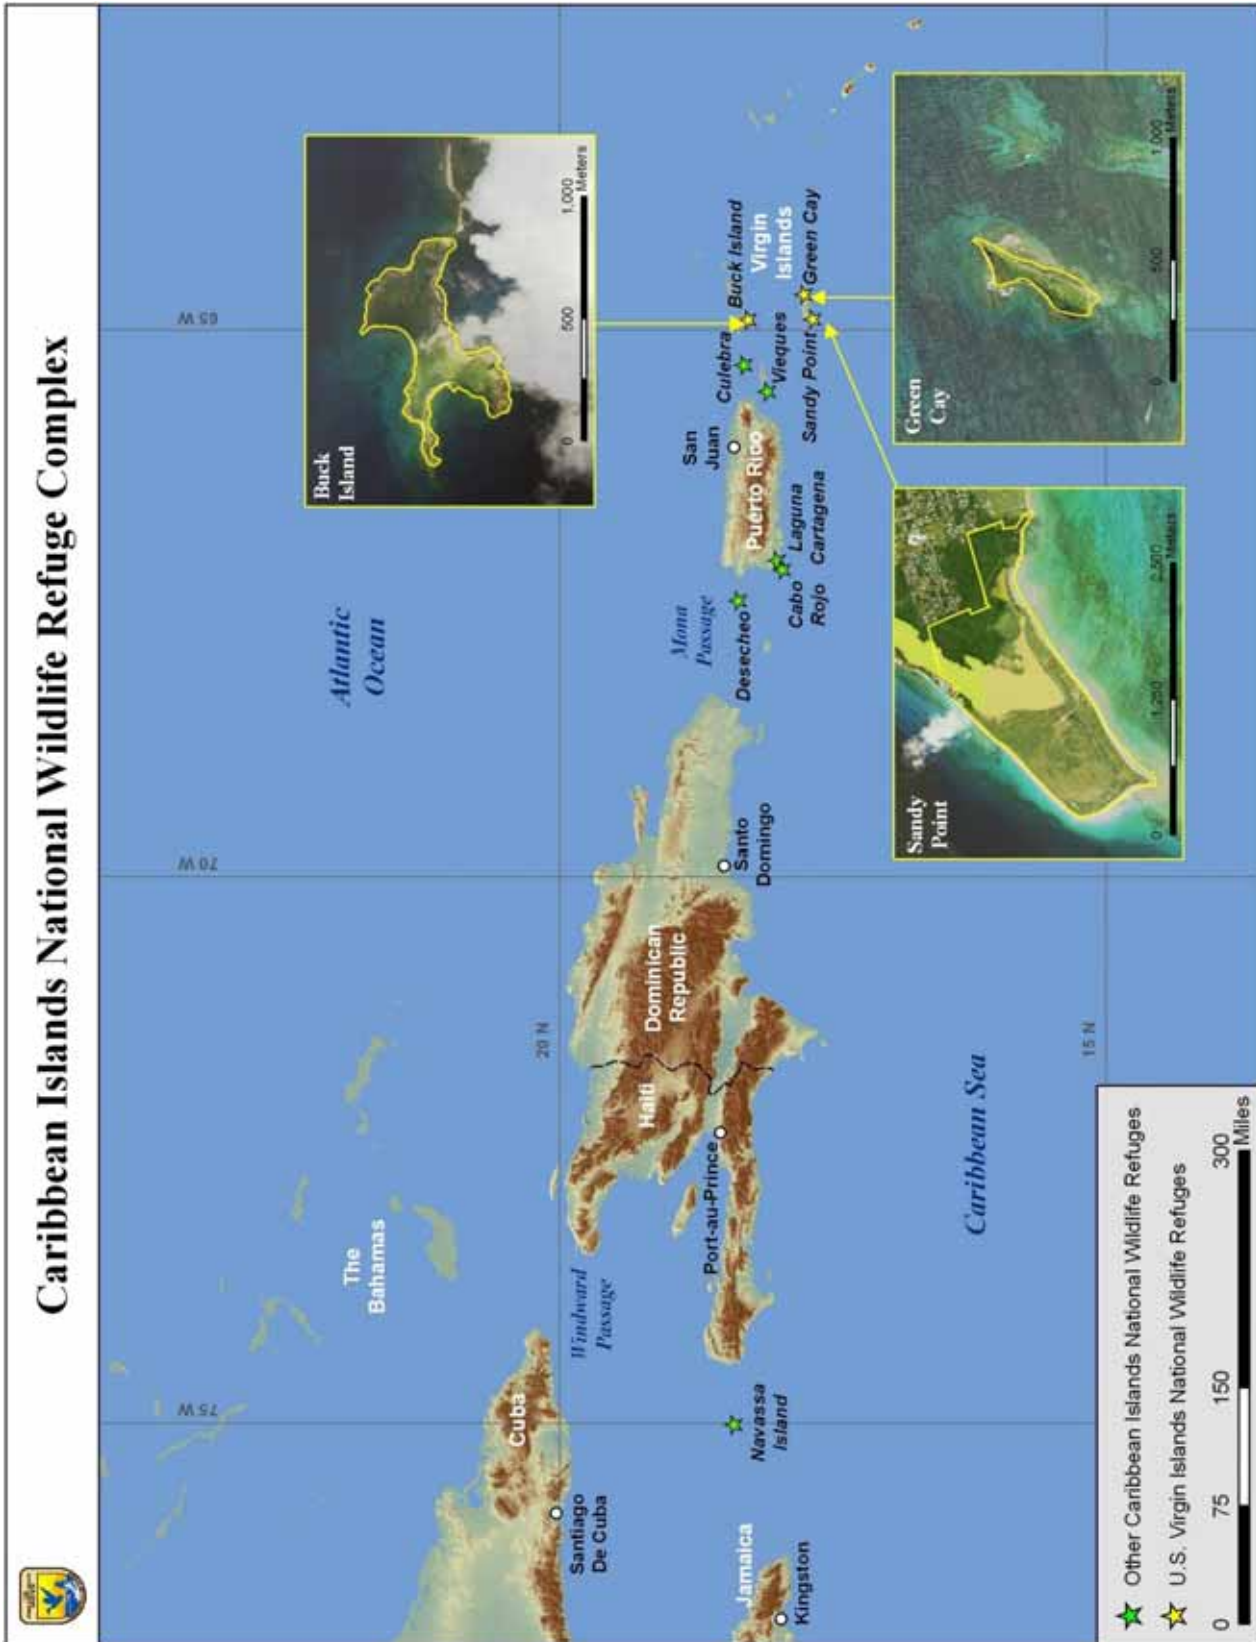 Caribbean Islands National Wildlife Refuge Complex
75 W
70 W
65 W
20 N
15 N
Atlantic
Ocean
The
Bahamas
Buck
Island
0
500
1,000
Meters
Cuba
Santiago
De Cuba
Windward
Passage
Haiti
Dominican
Republic
Port-au-Prince
Santo
Domingo
Mona
Passage
Desecheo
San
Juan
Puerto Rico
Culebra
Buck Island
Virgin
Islands
Vieques
Green Cay
Sandy Point
Laguna
Cartagena
Cabo
Rojo
Navassa
Island
Jamaica
Kingston
Caribbean Sea
Sandy
Point
0
1,250
2,500
Meters
Green
Cay
0
500
1,000
Meters
Other Caribbean Islands National Wildlife Refuges
U.S. Virgin Islands National Wildlife Refuges
0
75
150
300
Miles